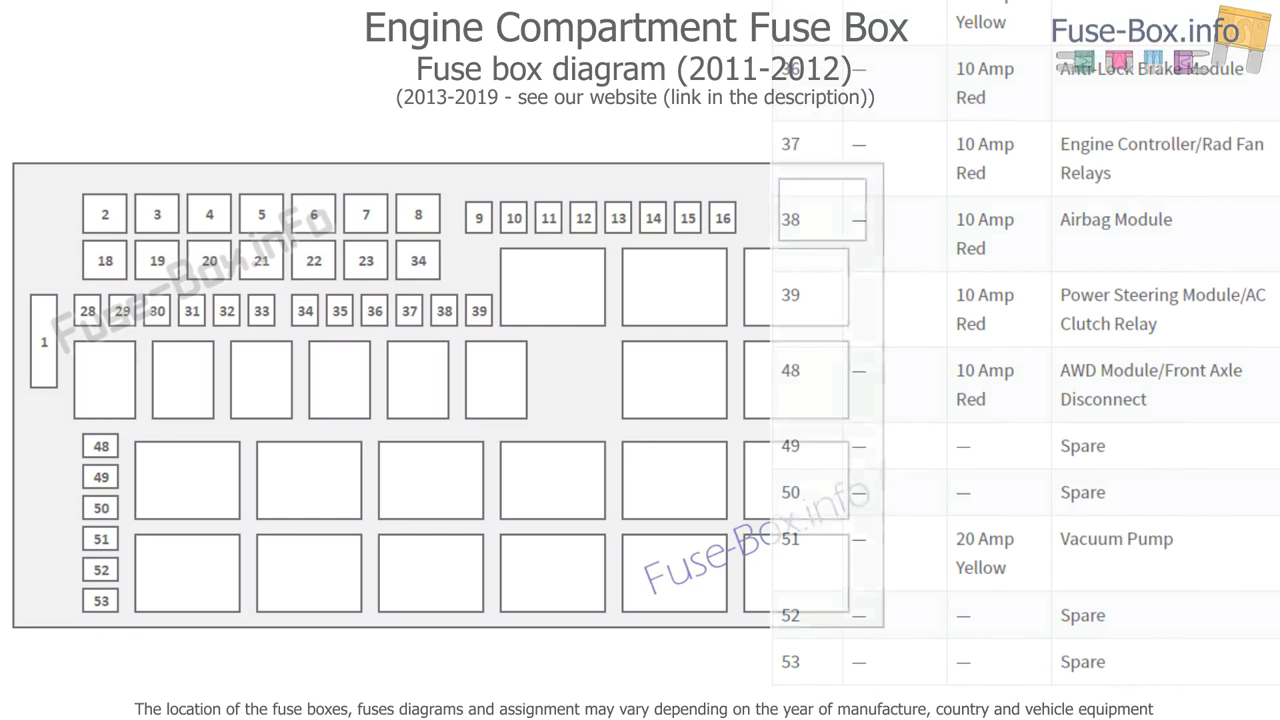 Engine Compartment Fuse Box
Fuse box diagram (2011-2012)
(2013-2019 - see our website (link in the description))
Fuse-Box.info
Yellow
36 — 10 Amp Anti-Lock Brake Module
Red
37 — 10 Amp Engine Controller/Rad Fan
Red Relays
38 — 10 Amp Airbag Module
Red
39 10 Amp Power Steering Module/AC
Red Clutch Relay
48 — 10 Amp AWD Module/Front Axle
Red Disconnect
49 — — Spare
50 — — Spare
51 — 20 Amp Vacuum Pump
Yellow
52 — — Spare
53 — — Spare
2 3 4 5 6 7 8 9 10 11 12 13 14 15 16
18 19 20 21 22 23 34
28 29 30 31 32 33 34 35 36 37 38 39
1
48
49
50
51
52
53
Fuse-Box.info
Fuse-Box.info
The location of the fuse boxes, fuses diagrams and assignment may vary depending on the year of manufacture, country and vehicle equipment